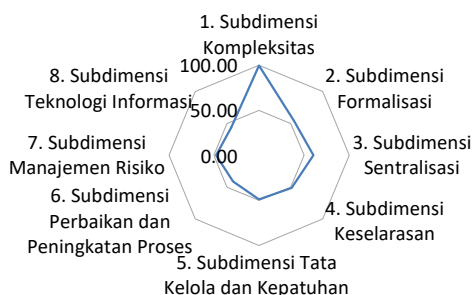 1. Subdimensi
Kompleksitas
2. Subdimensi
Formalisasi
3. Subdimensi
Sentralisasi
4. Subdimensi
Keselarasan
5. Subdimensi Tata
Kelola dan Kepatuhan
6. Subdimensi
Perbaikan dan
Peningkatan Proses
7. Subdimensi
Manajemen Risiko
8. Subdimensi
Teknologi Informasi
100.00
50.00
0.00